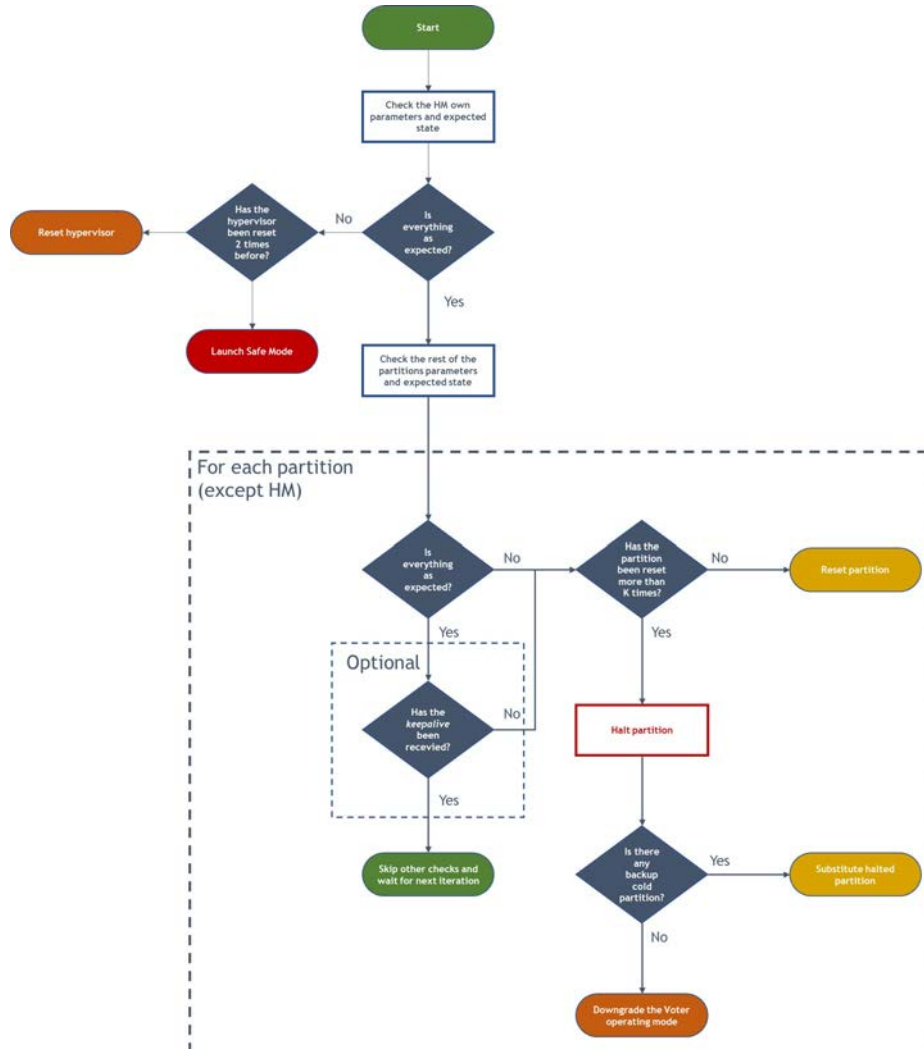 Start
Check the HM own
parameters and expected
state
Is
everything
as
expected?
No
Has the
hypervisor
been reset
2 times
before?
Reset hypervisor
Launch Safe Mode
Yes
Check the rest of the
partitions parameters
and expected state
For each partition
(except HM)
Is
everything
as
expected?
No
Has the
partition
been reset
more than
K times?
No
Reset partition
Yes
Yes
Optional
Has the
keepalive
been
recevied?
No
Halt partition
Yes
Skip other checks and
wait for next iteration
Is there
any
backup
cold
partition?
Yes
Substitute halted
partition
No
Downgrade the Voter
operating mode